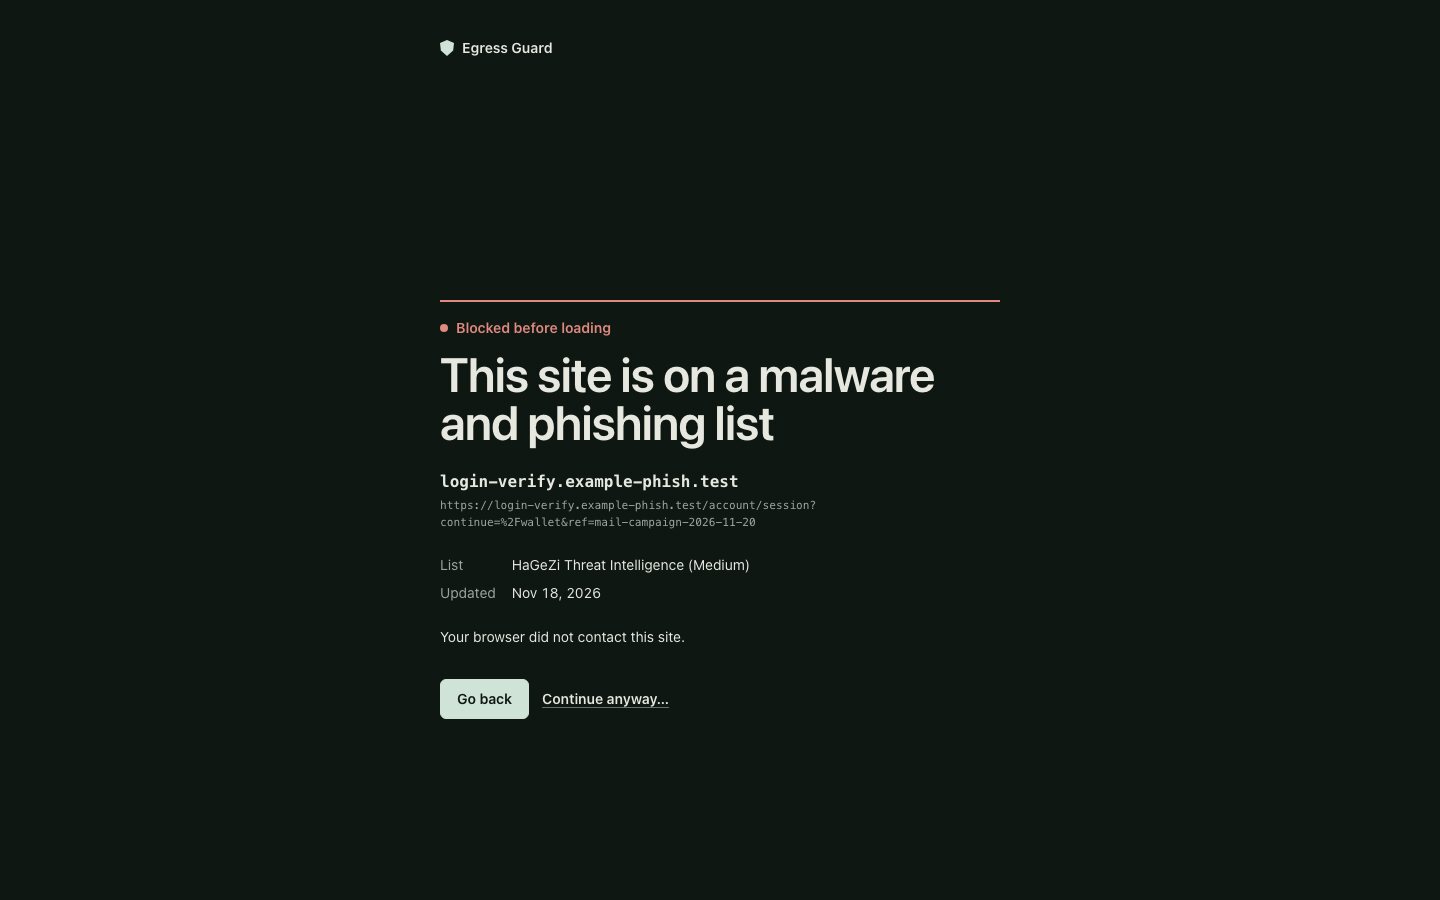 Egress Guard
Blocked before loading
This site is on a malware
and phishing list
login-verify.example-phish.test
https://login-verify.example-phish.test/account/session?
continue=%2Fwallet&ref=mail-campaign-2026-11-20
List HaGeZi Threat Intelligence (Medium)
Updated Nov 18, 2026
Your browser did not contact this site.
Go back Continue anyway...